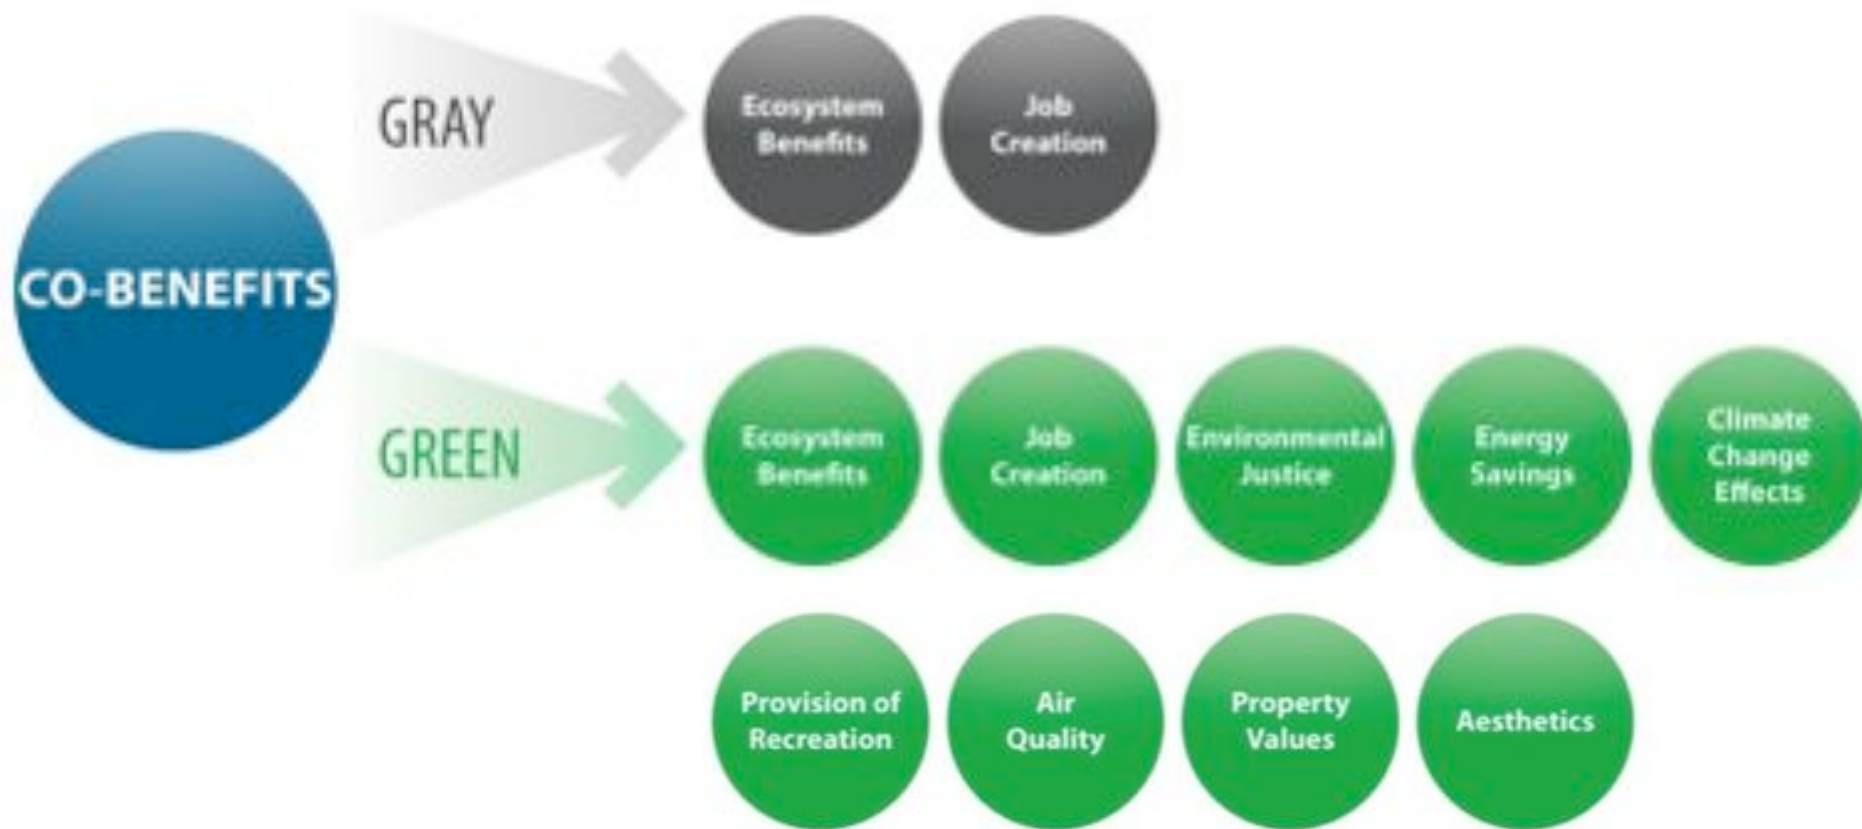 CO-BENEFITS
GRAY
Ecosystem
Benefits
Job
Creation
GREEN
Ecosystem
Benefits
Job
Creation
Environmental
Justice
Energy
Savings
Climate
Change
Effects
Provision of
Recreation
Air
Quality
Property
Values
Aesthetics